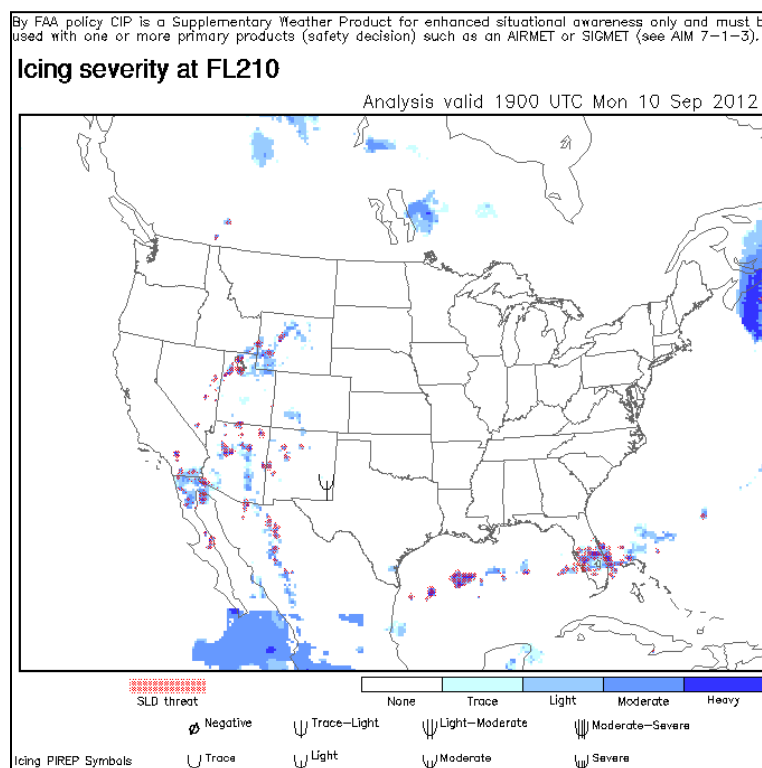 By FAA policy CIP is a Supplementary Weather Product for enhanced situational awareness only and must b
used with one or more primary products (safety decision) such as an AIRMET or SIGMET (see AIM 7-1-3).
Icing severity at FL210
Analysis valid 1900 UTC Mon 10 Sep 2012
SLD threat
None Trace Light Moderate Heavy
Negative Trace-Light Light-Moderate Moderate-Severe
Icing PIREP Symbols Trace Light Moderate Severe